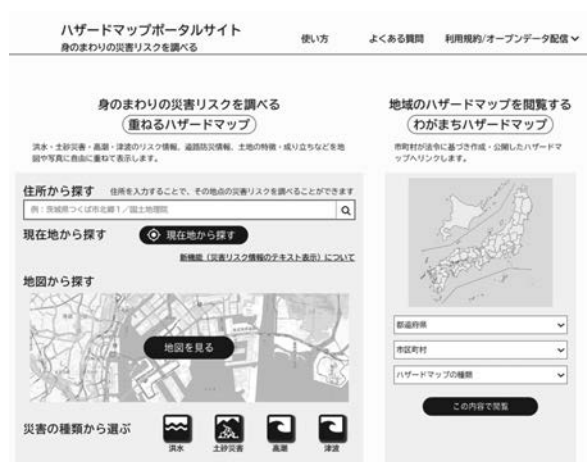 ハザードマップポータルサイト
身のまわりの災害リスクを調べる
使い方
よくある質問
利用規約/オープンデータ配信
身のまわりの災害リスクを調べる
重ねるハザードマップ
洪水・土砂災害・高潮・津波のリスク情報、道路防災情報、土地の特徴・成り立ちなどを地
図や写真に自由に重ねて表示します。
住所から探す 住所を入力することで、その地点の災害リスクを調べることができます
例：茨城県つくば市北郷1／国土地理院
現在地から探す
現在地から探す
新機能（災害リスク情報のテキスト表示）について
地図から探す
地図を見る
災害の種類から選ぶ
洪水
土砂災害
高潮
津波
地域のハザードマップを閲覧する
わがまちハザードマップ
市町村が法令に基づき作成・公開したハザードマ
ップへリンクします。
都道府県
市区町村
ハザードマップの種類
この内容で閲覧